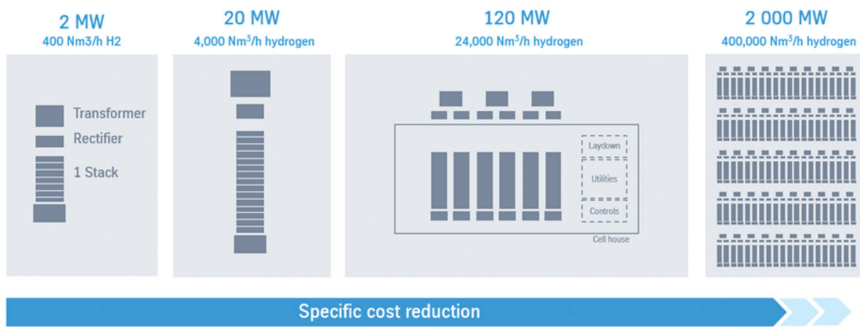 2 MW
400 Nm3/h H2
Transformer
Rectifier
1 Stack
20 MW
4,000 Nm³/h hydrogen
120 MW
24,000 Nm³/h hydrogen
Laydown
Utilities
Controls
Cell house
2 000 MW
400,000 Nm³/h hydrogen
Specific cost reduction